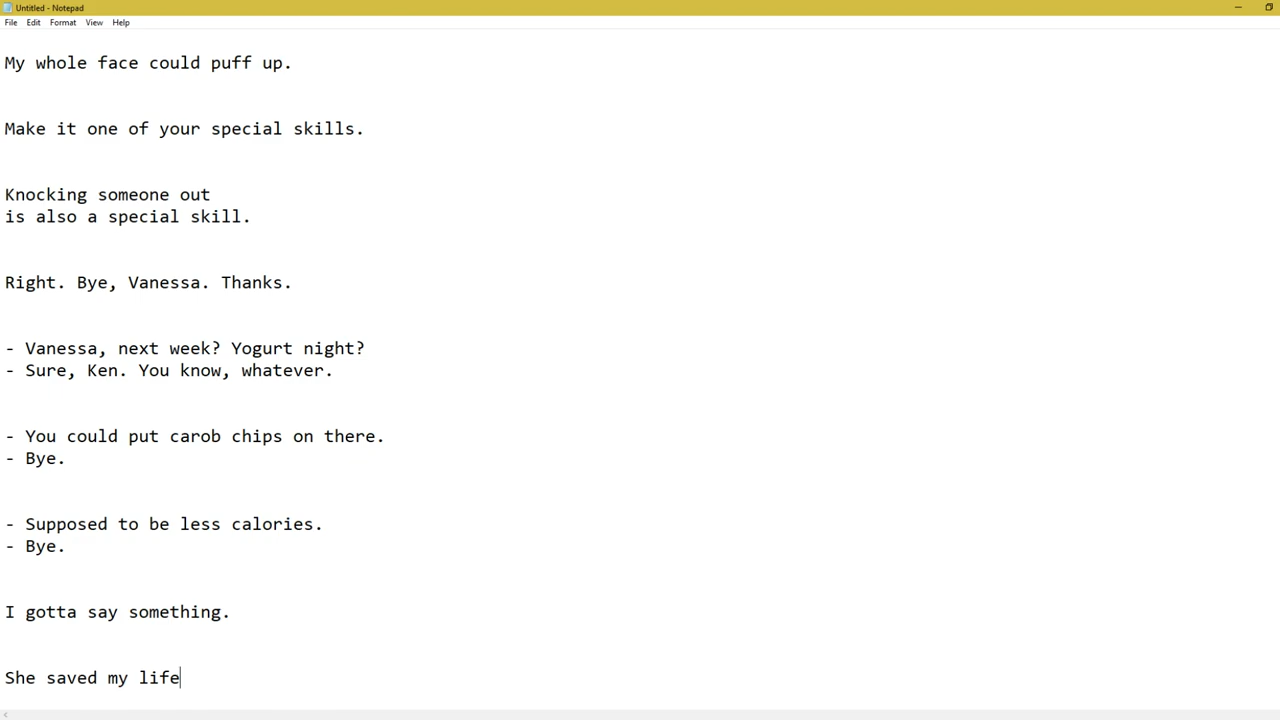 Untitled - Notepad
File Edit Format View Help
My whole face could puff up.
Make it one of your special skills.
Knocking someone out
is also a special skill.
Right. Bye, Vanessa. Thanks.
- Vanessa, next week? Yogurt night?
- Sure, Ken. You know, whatever.
- You could put carob chips on there.
- Bye.
- Supposed to be less calories.
- Bye.
I gotta say something.
She saved my life